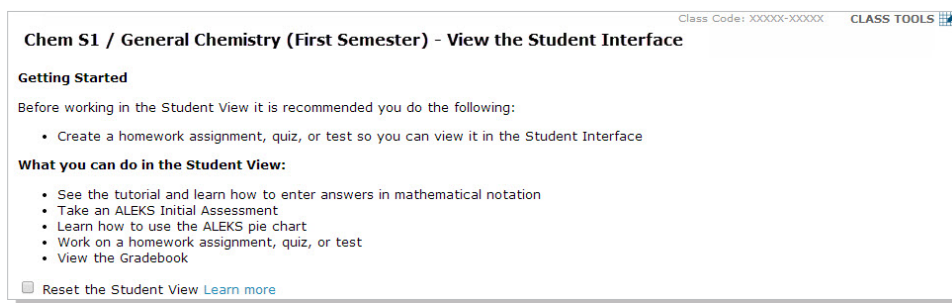 Class Code: XXXXX-XXXXX CLASS TOOLS
Chem S1 / General Chemistry (First Semester) - View the Student Interface
Getting Started
Before working in the Student View it is recommended you do the following:
• Create a homework assignment, quiz, or test so you can view it in the Student Interface
What you can do in the Student View:
• See the tutorial and learn how to enter answers in mathematical notation
• Take an ALEKS Initial Assessment
• Learn how to use the ALEKS pie chart
• Work on a homework assignment, quiz, or test
• View the Gradebook
Reset the Student View Learn more